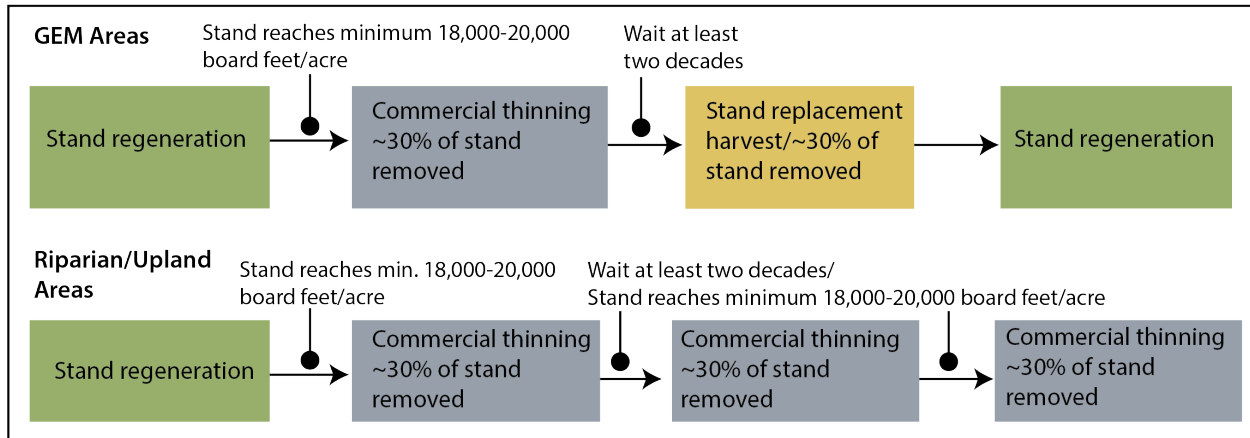 GEM Areas
Stand reaches minimum 18,000-20,000
board feet/acre
Wait at least
two decades
Stand regeneration
Commercial thinning
~30% of stand
removed
Stand replacement
harvest/~30% of
stand removed
Stand regeneration
Riparian/Upland
Areas
Stand reaches min. 18,000-20,000
board feet/acre
Wait at least two decades/
Stand reaches minimum 18,000-20,000 board feet/acre
Stand regeneration
Commercial thinning
~30% of stand
removed
Commercial thinning
~30% of stand
removed
Commercial thinning
~30% of stand
removed